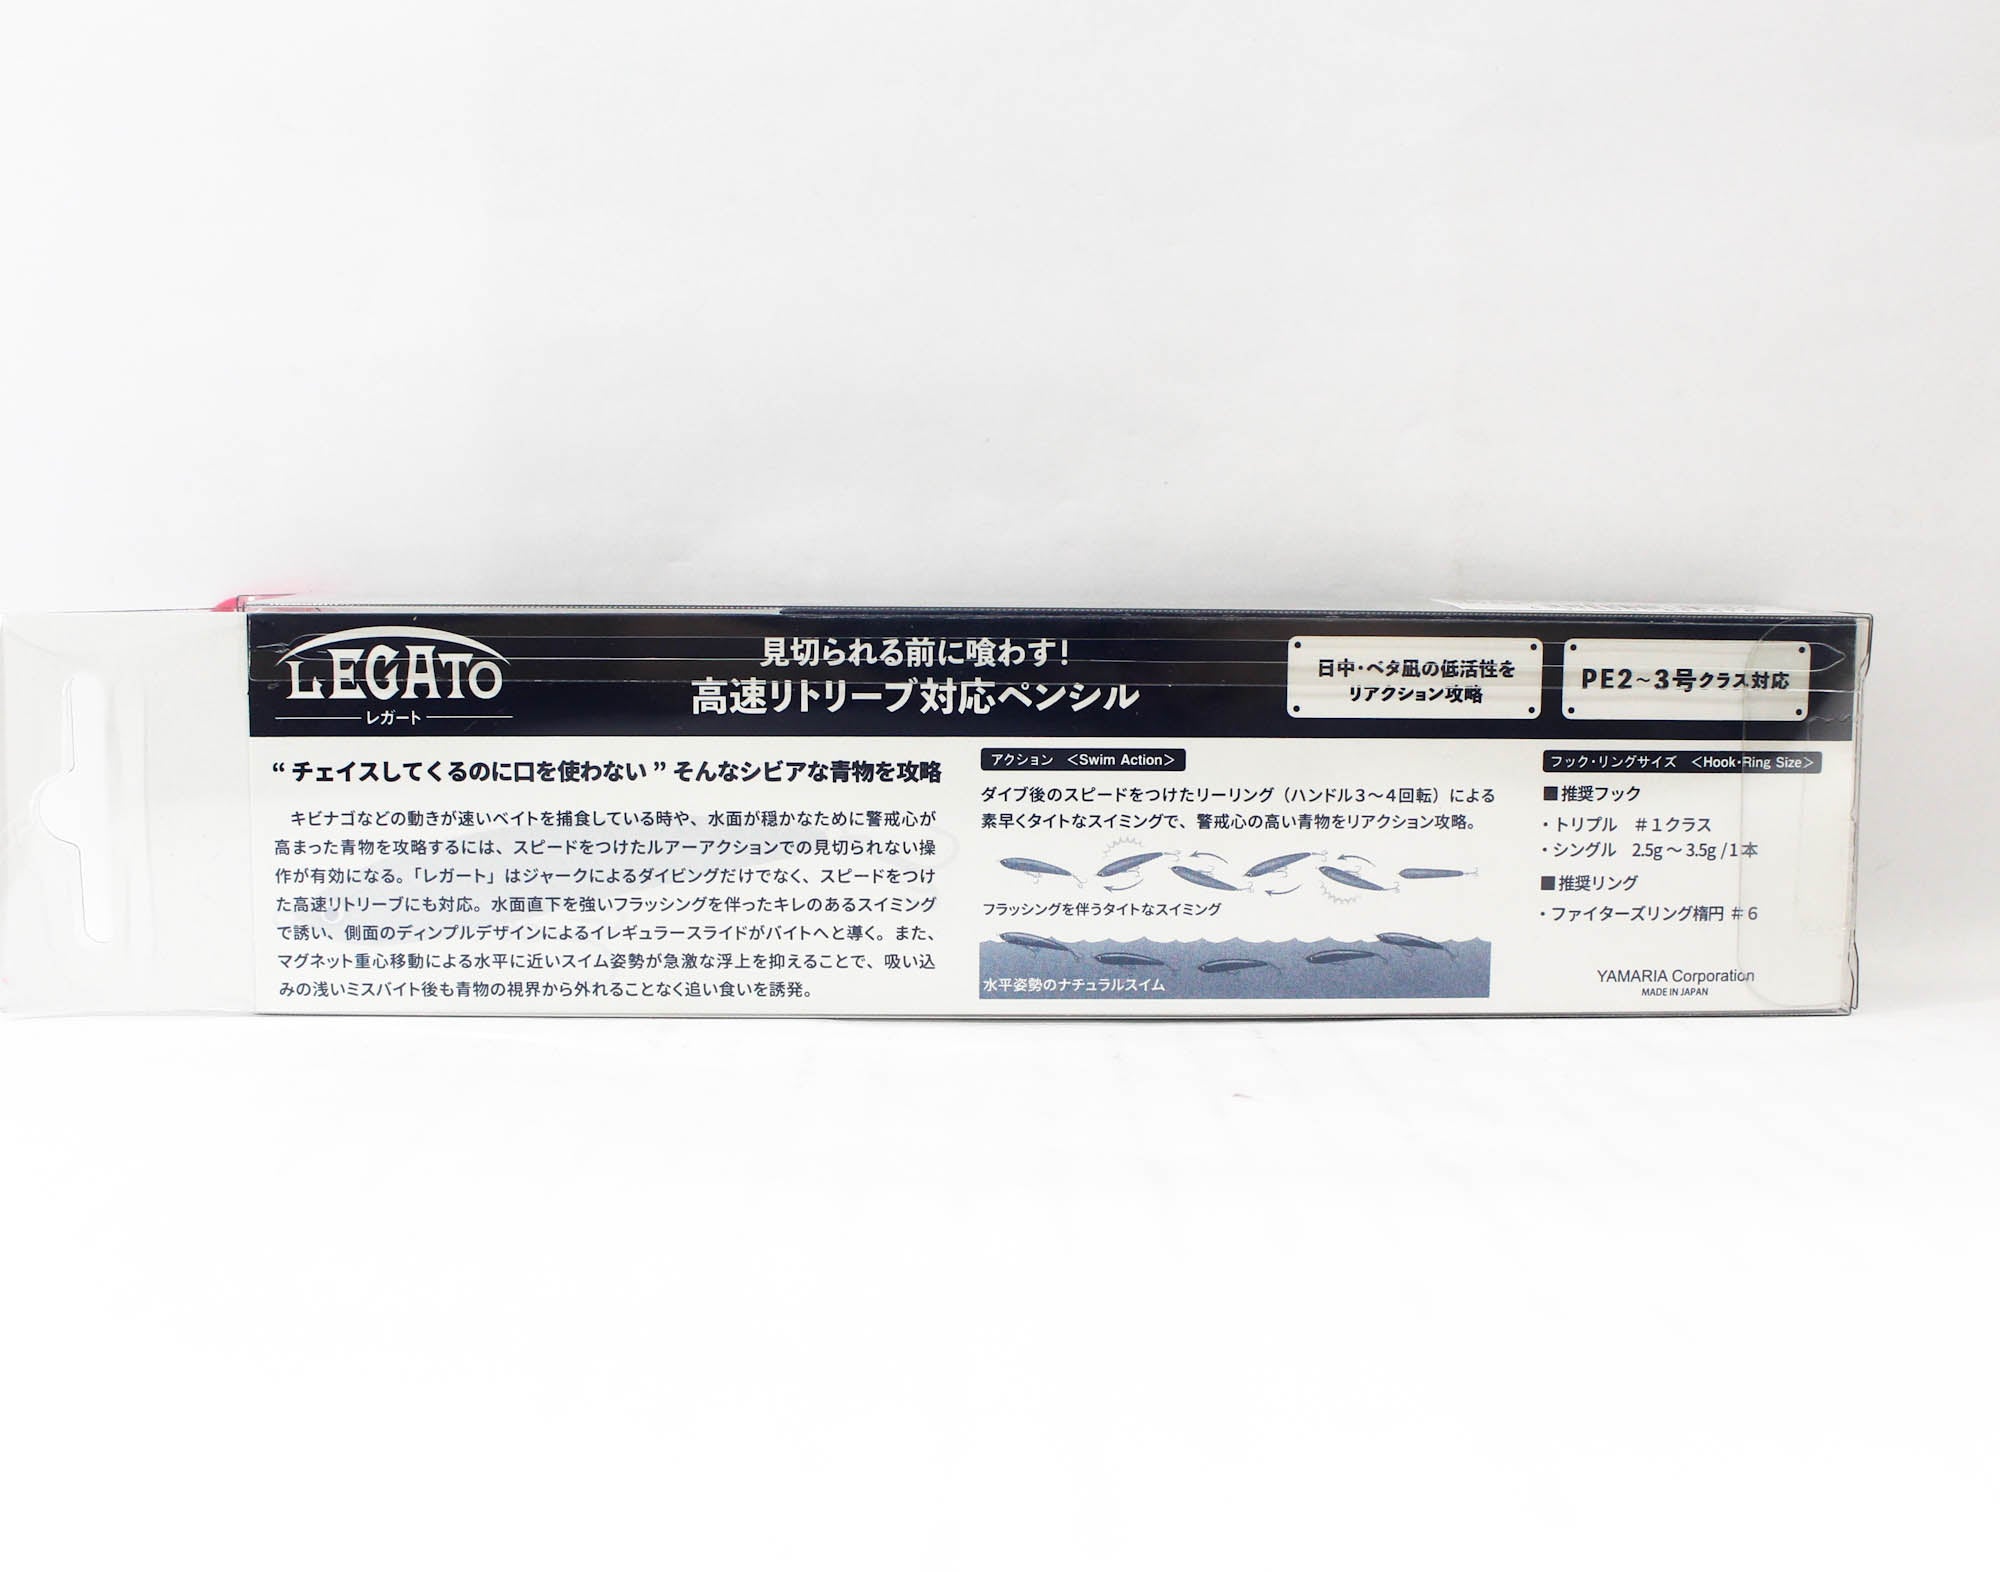 LEGATO
レガート
見切られる前に喰わす！
高速リトリーブ対応ペンシル
日中・ベタ凪の低活性を
リアクション攻略
PE2～3号クラス対応
“ チェイスしてくるのに口を使わない ” そんなシビアな青物を攻略
キビナゴなどの動きが速いベイトを捕食している時や、水面が穏かなために警戒心が
高まった青物を攻略するには、スピードをつけたルアーアクションでの見切られない操
作が有効になる。「レガート」はジャークによるダイビングだけでなく、スピードをつけ
た高速リトリーブにも対応。水面直下を強いフラッシングを伴ったキレのあるスイミング
で誘い、側面のディンプルデザインによるイレギュラースライドがバイトへと導く。また、
マグネット重心移動による水平に近いスイム姿勢が急激な浮上を抑えることで、吸い込
みの浅いミスバイト後も青物の視界から外れることなく追い食いを誘発。
アクション ＜Swim Action＞
ダイブ後のスピードをつけたリーリング（ハンドル３～４回転）による
素早くタイトなスイミングで、警戒心の高い青物をリアクション攻略。
フラッシングを伴うタイトなスイミング
水平姿勢のナチュラルスイム
フック・リングサイズ ＜Hook・Ring Size＞
■推奨フック
・トリプル ＃１クラス
・シングル 2.5g～3.5g /1本
■推奨リング
・ファイターズリング楕円 ＃６
YAMARIA Corporation
MADE IN JAPAN